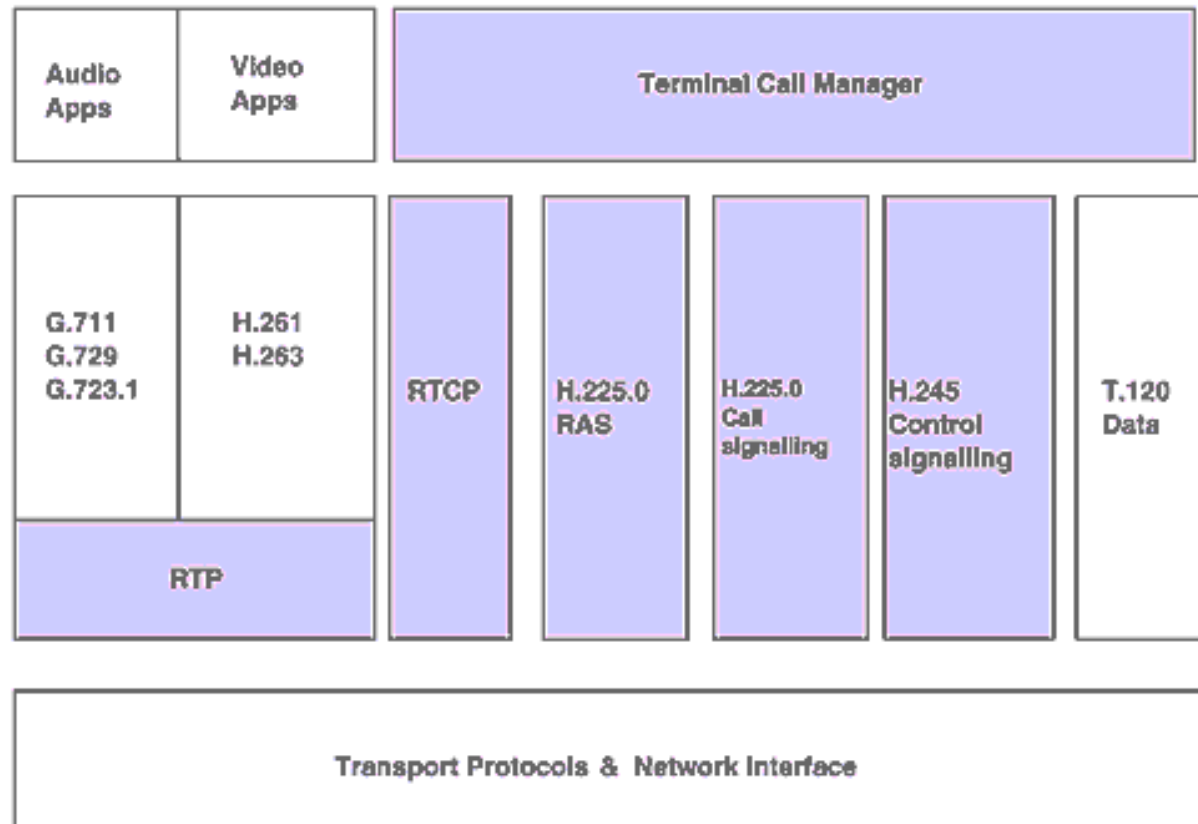 Audio
Apps
Video
Apps
Terminal Call Manager
G.711
G.729
G.723.1
H.261
H.263
RTP
RTCP
H.225.0
RAS
H.225.0
Call
signalling
H.245
Control
signalling
T.120
Data
Transport Protocols & Network Interface